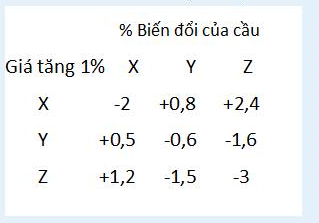 % Biến đổi của cầu
Giá tăng 1% X Y Z
X -2 +0,8 +2,4
Y +0,5 -0,6 -1,6
Z +1,2 -1,5 -3